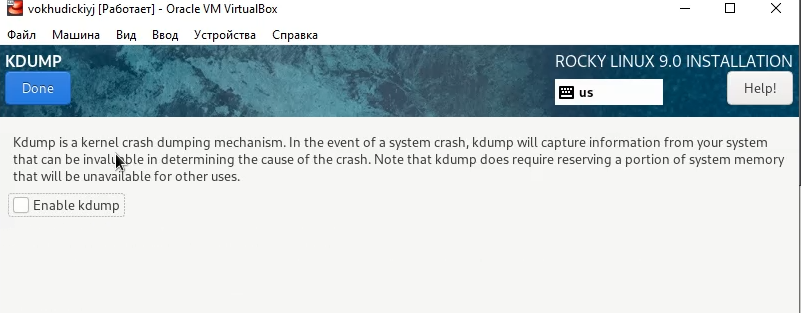 vokhudickiyj [Работает] - Oracle VM VirtualBox
Файл Машина Вид Ввод Устройства Справка
KDUMP
ROCKY LINUX 9.0 INSTALLATION
Done
us
Help!
Kdump is a kernel crash dumping mechanism. In the event of a system crash, kdump will capture information from your system
that can be invaluable in determining the cause of the crash. Note that kdump does require reserving a portion of system memory
that will be unavailable for other uses.
Enable kdump